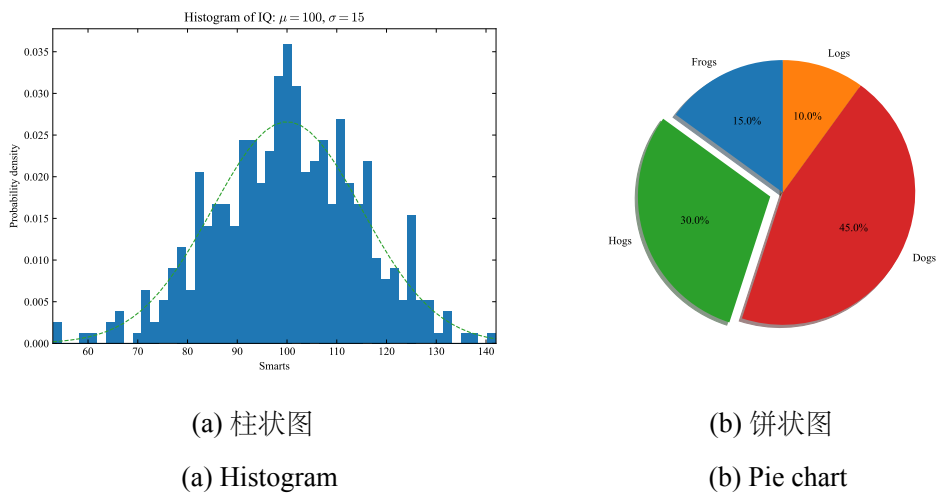 Histogram of IQ: μ = 100, σ = 15
Probability density
0.035
0.030
0.025
0.020
0.015
0.010
0.005
0.000
60 70 80 90 100 110 120 130 140
Smarts
(a) 柱状图
(a) Histogram
Frogs
Logs
15.0%
10.0%
30.0%
45.0%
Hogs
Dogs
(b) 饼状图
(b) Pie chart